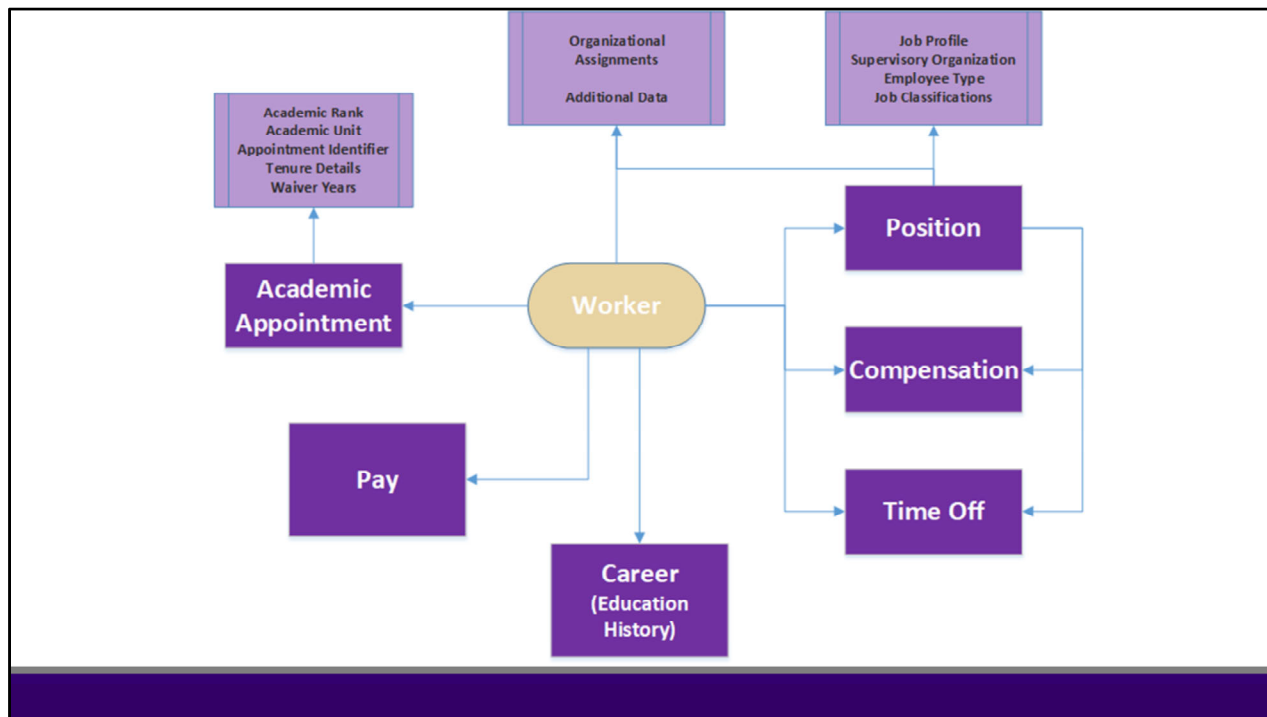 Organizational
Assignments
Additional Data
Job Profile
Supervisory Organization
Employee Type
Job Classifications
Academic Rank
Academic Unit
Appointment Identifier
Tenure Details
Waiver Years
Position
Academic
Appointment
Worker
Compensation
Pay
Time Off
Career
(Education
History)